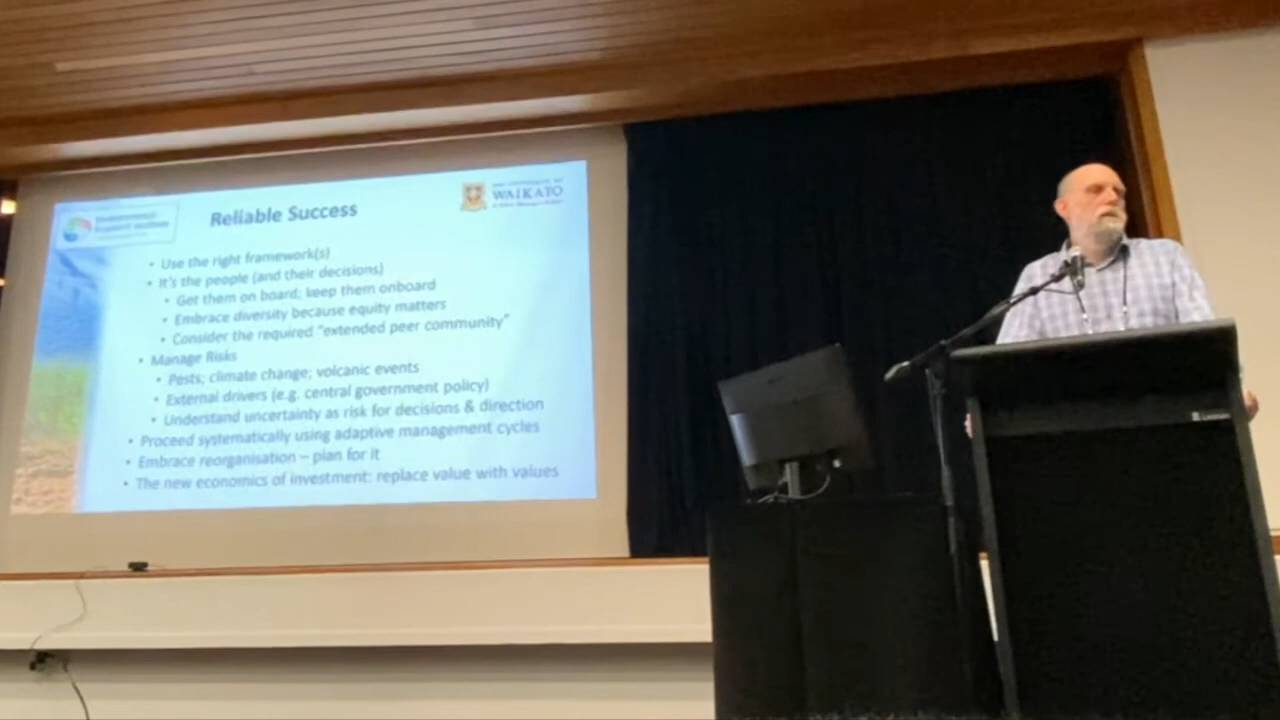 Reliable Success
THE UNIVERSITY OF
WAIKATO
• Use the right framework(s)
• It's the people (and their decisions)
• Get them on board; keep them onboard
• Embrace diversity because equity matters
• Consider the required "extended peer community"
• Manage Risks
• Pests; climate change; volcanic events
• External drivers (e.g. central government policy)
• Understand uncertainty as risk for decisions & direction
• Proceed systematically using adaptive management cycles
• Embrace reorganisation – plan for it
• The new economics of investment: replace value with values